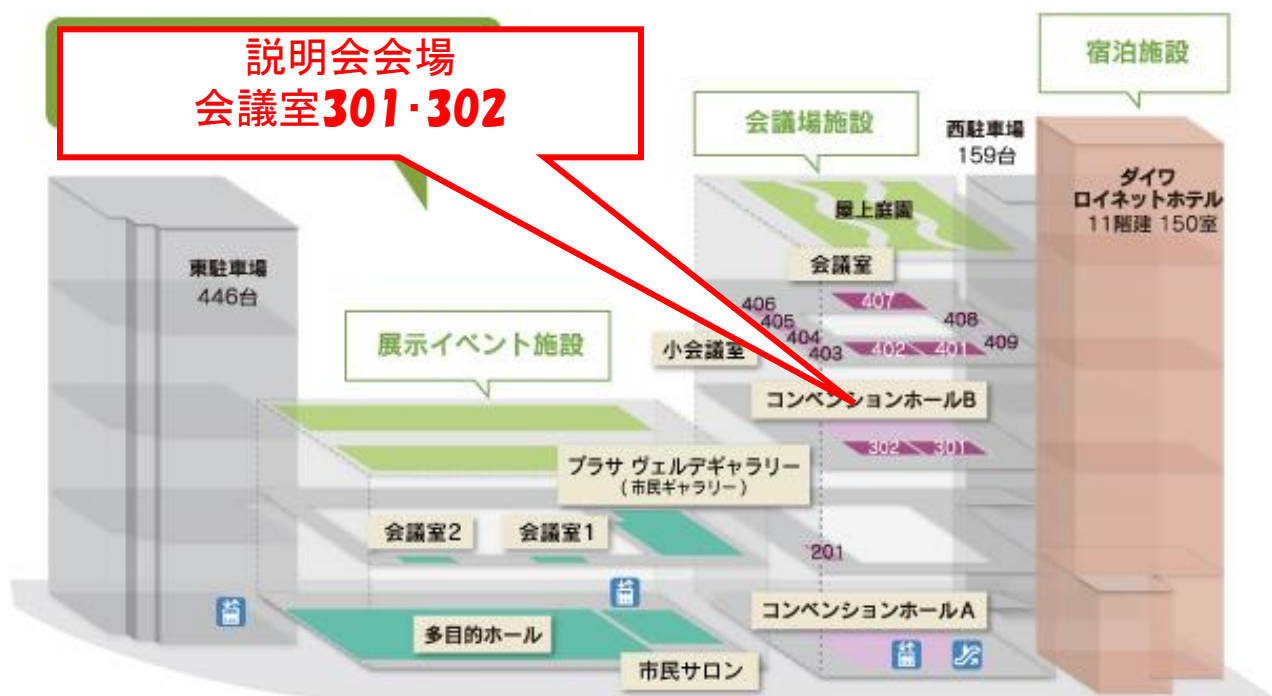 説明会会場
会議室301・302
宿泊施設
会議場施設
西駐車場
159台
ダイワ
ロイネットホテル
11階建 150室
屋上庭園
東駐車場
446台
会議室
406
407
405
408
404
展示イベント施設
小会議室
403
402
401
409
コンベンションホールB
302
301
プラサ ヴェルデギャラリー
(市民ギャラリー)
会議室2
会議室1
201
コンベンションホールA
多目的ホール
市民サロン